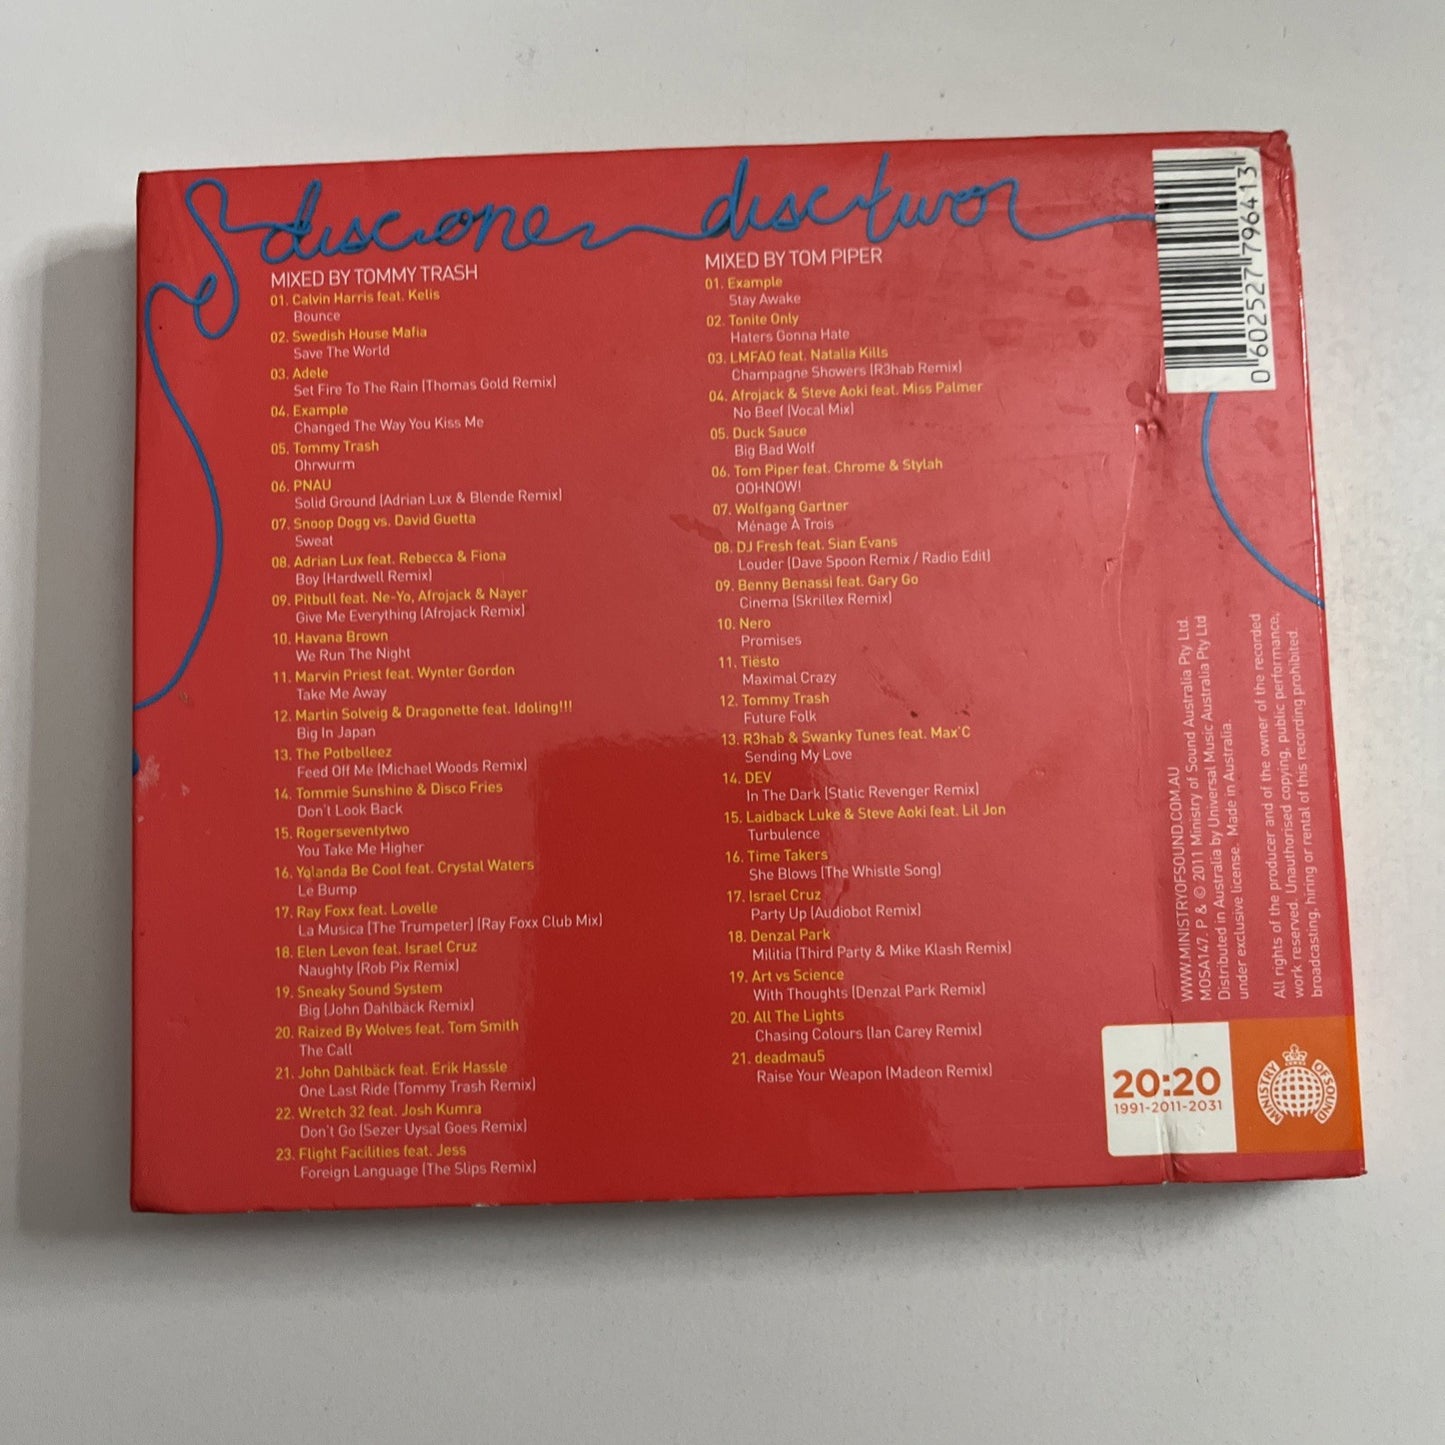 disc one
MIXED BY TOMMY TRASH
01. Calvin Harris feat. Kelis
Bounce
02. Swedish House Mafia
Save The World
03. Adele
Set Fire To The Rain (Thomas Gold Remix)
04. Example
Changed The Way You Kiss Me
05. Tommy Trash
Ohrwurm
06. PNAU
Solid Ground (Adrian Lux & Blende Remix)
07. Snoop Dogg vs. David Guetta
Sweat
08. Adrian Lux feat. Rebecca & Fiona
Boy (Hardwell Remix)
09. Pitbull feat. Ne-Yo, Afrojack & Nayer
Give Me Everything (Afrojack Remix)
10. Havana Brown
We Run The Night
11. Marvin Priest feat. Wynter Gordon
Take Me Away
12. Martin Solveig & Dragonette feat. Idoling!!!
Big In Japan
13. The Potbelleez
Feed Off Me (Michael Woods Remix)
14. Tommie Sunshine & Disco Fries
Don't Look Back
15. Rogerseventytwo
You Take Me Higher
16. Yolanda Be Cool feat. Crystal Waters
Le Bump
17. Ray Foxx feat. Lovelle
La Musica (The Trumpeter) (Ray Foxx Club Mix)
18. Elen Levon feat. Israel Cruz
Naughty (Rob Pix Remix)
19. Sneaky Sound System
Big (John Dahlbäck Remix)
20. Raized By Wolves feat. Tom Smith
The Call
21. John Dahlbäck feat. Erik Hassle
One Last Ride (Tommy Trash Remix)
22. Wretch 32 feat. Josh Kumra
Don't Go (Sezer Uysal Goes Remix)
23. Flight Facilities feat. Jess
Foreign Language (The Slips Remix)
disc two
MIXED BY TOM PIPER
01. Example
Stay Awake
02. Tonite Only
Haters Gonna Hate
03. LMFAO feat. Natalia Kills
Champagne Showers (R3hab Remix)
04. Afrojack & Steve Aoki feat. Miss Palmer
No Beef (Vocal Mix)
05. Duck Sauce
Big Bad Wolf
06. Tom Piper feat. Chrome & Stylah
OOHNOW!
07. Wolfgang Gartner
Ménage À Trois
08. DJ Fresh feat. Sian Evans
Louder (Dave Spoon Remix / Radio Edit)
09. Benny Benassi feat. Gary Go
Cinema (Skrillex Remix)
10. Nero
Promises
11. Tiësto
Maximal Crazy
12. Tommy Trash
Future Folk
13. R3hab & Swanky Tunes feat. Max'C
Sending My Love
14. DEV
In The Dark (Static Revenger Remix)
15. Laidback Luke & Steve Aoki feat. Lil Jon
Turbulence
16. Time Takers
She Blows (The Whistle Song)
17. Israel Cruz
Party Up (Audiobot Remix)
18. Denzal Park
Militia (Third Party & Mike Klash Remix)
19. Art vs Science
With Thoughts (Denzal Park Remix)
20. All The Lights
Chasing Colours (Ian Carey Remix)
21. deadmau5
Raise Your Weapon (Madeon Remix)
0 602527 796413
WWW.MINISTRYOFSOUND.COM.AU
MOSA147. P & © 2011 Ministry of Sound Australia Pty Ltd.
Distributed in Australia by Universal Music Australia Pty Ltd
under exclusive license. Made in Australia.
All rights of the producer and of the owner of the recorded
work reserved. Unauthorised copying, public performance,
broadcasting, hiring or rental of this recording prohibited.
20:20
1991-2011-2031
MINISTRY OF SOUND